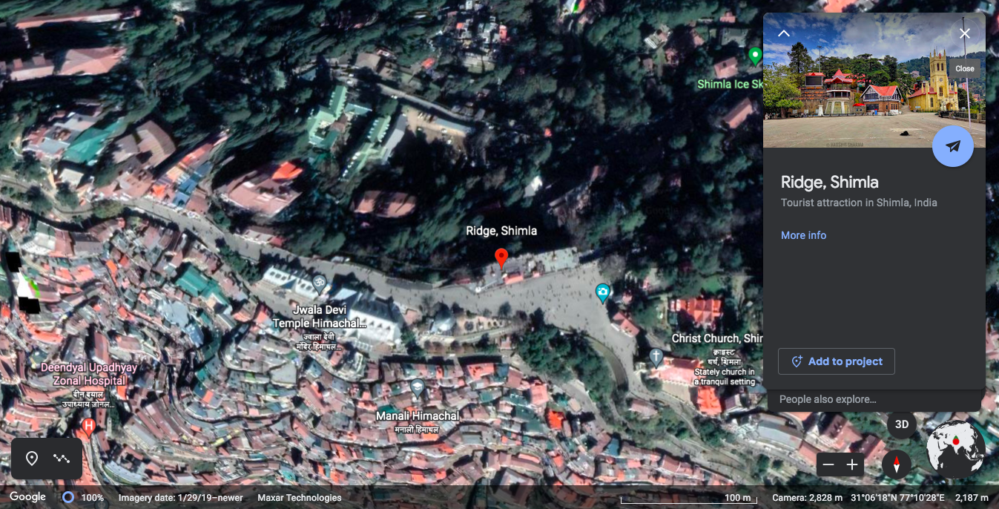 Shimla Ice Sk
Close
© HARSHIT SHARMA
Ridge, Shimla
Tourist attraction in Shimla, India
More info
Ridge, Shimla
Jwala Devi
Temple Himachal...
ज्वाला देवी
मंदिर हिमाचल...
Christ Church, Shim
क्राइस्ट
चर्च, शिमला
Stately church in
a tranquil setting
Deendyal Upadhyay
Zonal Hospital
दीन दयाल
उपाध्याय ज़ोनल...
H
Manali Himachal
मनाली हिमाचल
Add to project
People also explore...
3D
Google
100%
Imagery date: 1/29/19–newer
Maxar Technologies
100 m
Camera: 2,828 m
31°06'18"N 77°10'28"E
2,187 m